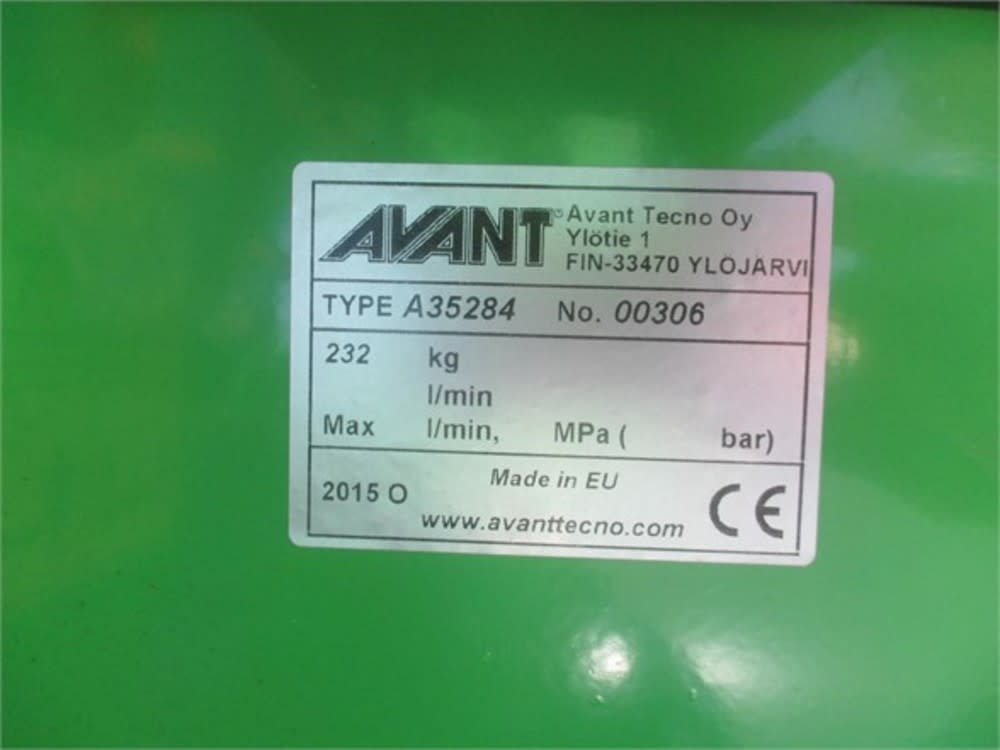 AVANT® Avant Tecno Oy
Ylötie 1
FIN-33470 YLÖJÄRVI
TYPE A35284 No. 00306
232 kg
l/min
Max l/min, MPa ( bar)
Made in EU
2015 O
www.avanttecno.com
CE